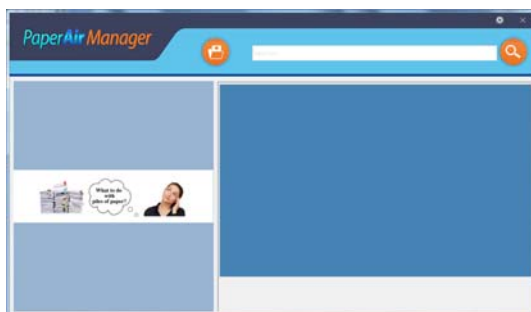 PaperAir Manager
What to do
with
piles of paper?